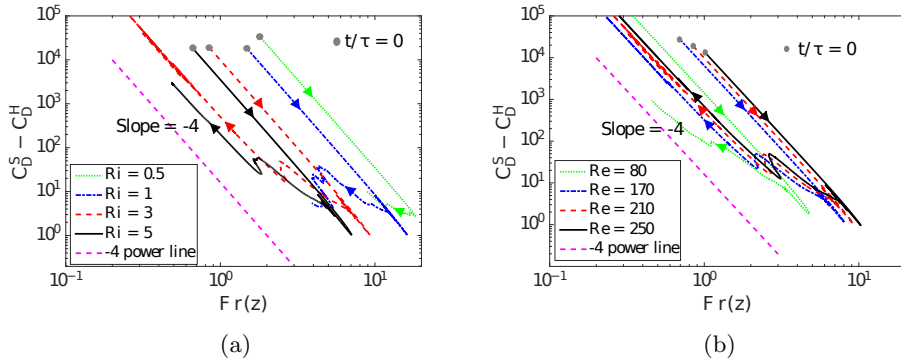 10^5
10^4
10^3
10^2
10^1
10^0
C_D^S − C_D^H
t/τ = 0
Slope = -4
Ri = 0.5
Ri = 1
Ri = 3
Ri = 5
-4 power line
10^-1
10^0
10^1
F r(z)
(a)
10^5
10^4
10^3
10^2
10^1
10^0
C_D^S − C_D^H
t/τ = 0
Slope = -4
Re = 80
Re = 170
Re = 210
Re = 250
-4 power line
10^-1
10^0
10^1
F r(z)
(b)